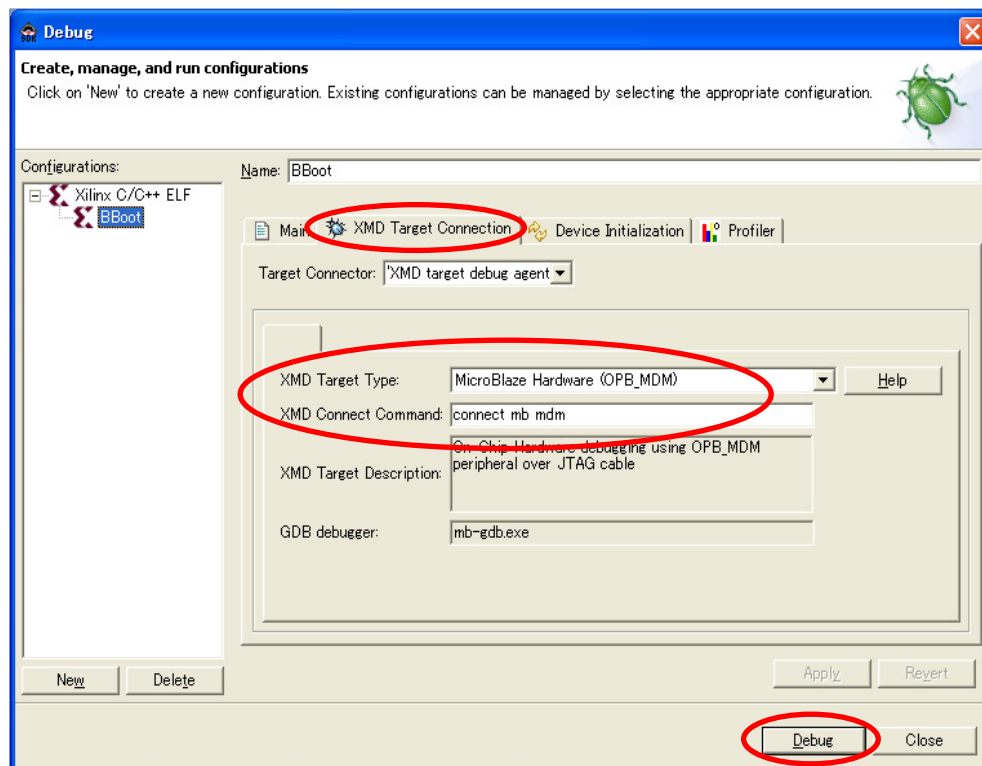 Debug
Create, manage, and run configurations
Click on 'New' to create a new configuration. Existing configurations can be managed by selecting the appropriate configuration.
Configurations:
Xilinx C/C++ ELF
BBoot
Name: BBoot
Main XMD Target Connection Device Initialization Profiler
Target Connector: 'XMD target debug agent
XMD Target Type: MicroBlaze Hardware (OPB_MDM) Help
XMD Connect Command: connect mb mdm
XMD Target Description: On-Chip Hardware debugging using OPB_MDM
peripheral over JTAG cable
GDB debugger: mb-gdb.exe
New Delete
Apply Revert
Debug Close